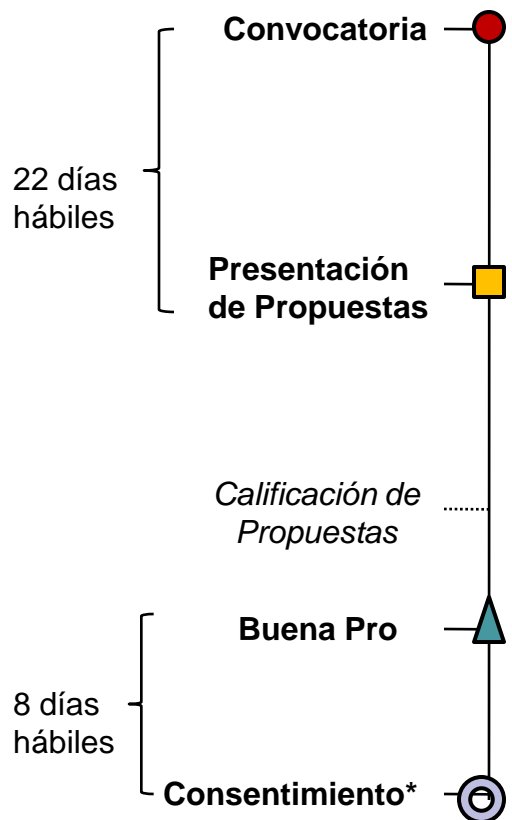 Convocatoria
22 días
hábiles
Presentación
de Propuestas
Calificación de
Propuestas
Buena Pro
8 días
hábiles
Consentimiento*